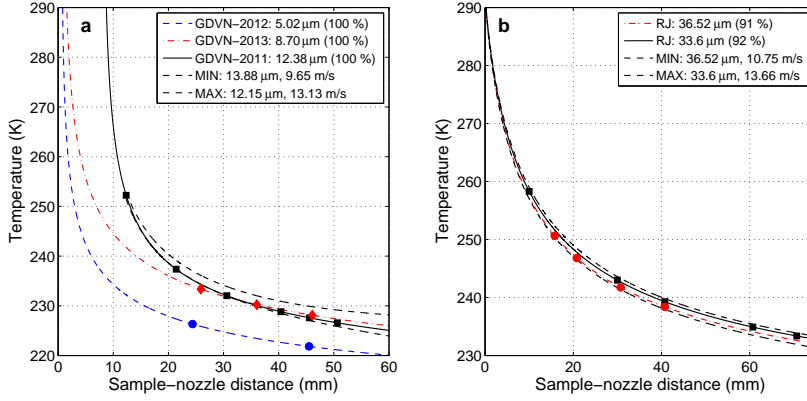 a
GDVN−2012: 5.02 µm (100 %)
GDVN−2013: 8.70 µm (100 %)
GDVN−2011: 12.38 µm (100 %)
MIN: 13.88 µm, 9.65 m/s
MAX: 12.15 µm, 13.13 m/s
290
280
270
260
250
240
230
220
Temperature (K)
0 10 20 30 40 50 60
Sample−nozzle distance (mm)
b
RJ: 36.52 µm (91 %)
RJ: 33.6 µm (92 %)
MIN: 36.52 µm, 10.75 m/s
MAX: 33.6 µm, 13.66 m/s
290
280
270
260
250
240
230
Temperature (K)
0 20 40 60
Sample−nozzle distance (mm)